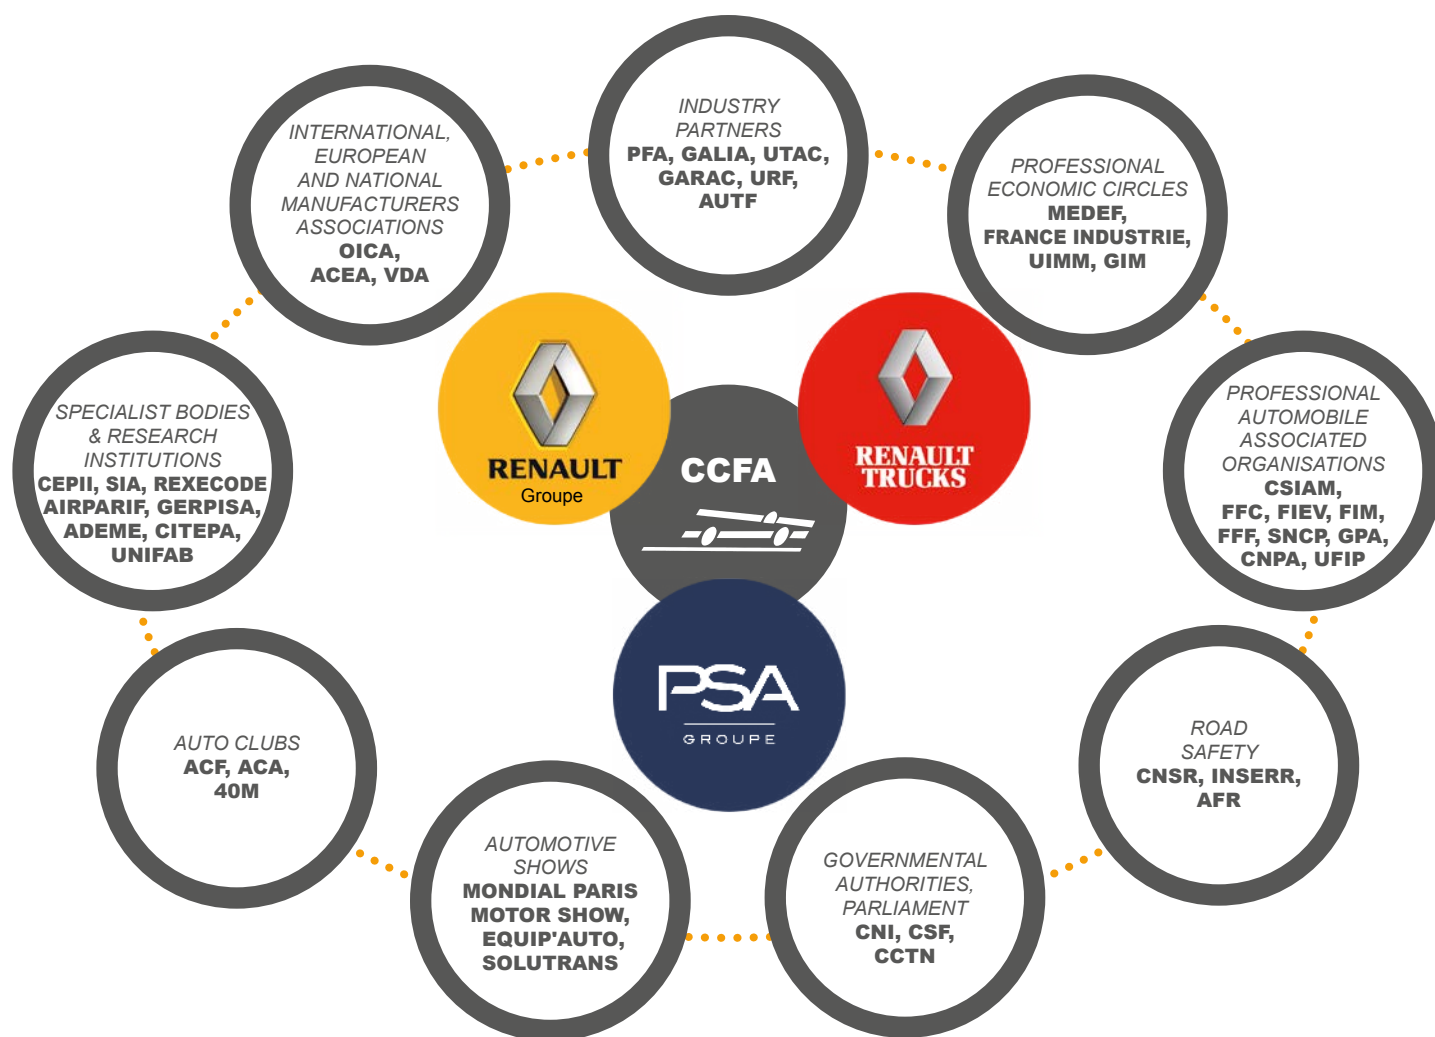 INDUSTRY
PARTNERS
PFA, GALIA, UTAC,
GARAC, URF,
AUTF
INTERNATIONAL,
EUROPEAN
AND NATIONAL
MANUFACTURERS
ASSOCIATIONS
OICA,
ACEA, VDA
PROFESSIONAL
ECONOMIC CIRCLES
MEDEF,
FRANCE INDUSTRIE,
UIMM, GIM
SPECIALIST BODIES
& RESEARCH
INSTITUTIONS
CEPII, SIA, REXECODE
AIRPARIF, GERPISA,
ADEME, CITEPA,
UNIFAB
RENAULT
Groupe
CCFA
RENAULT
TRUCKS
PROFESSIONAL
AUTOMOBILE
ASSOCIATED
ORGANISATIONS
CSIAM,
FFC, FIEV, FIM,
FFF, SNCP, GPA,
CNPA, UFIP
PSA
GROUPE
AUTO CLUBS
ACF, ACA,
40M
ROAD
SAFETY
CNSR, INSERR,
AFR
AUTOMOTIVE
SHOWS
MONDIAL PARIS
MOTOR SHOW,
EQUIP'AUTO,
SOLUTRANS
GOVERNMENTAL
AUTHORITIES,
PARLIAMENT
CNI, CSF,
CCTN